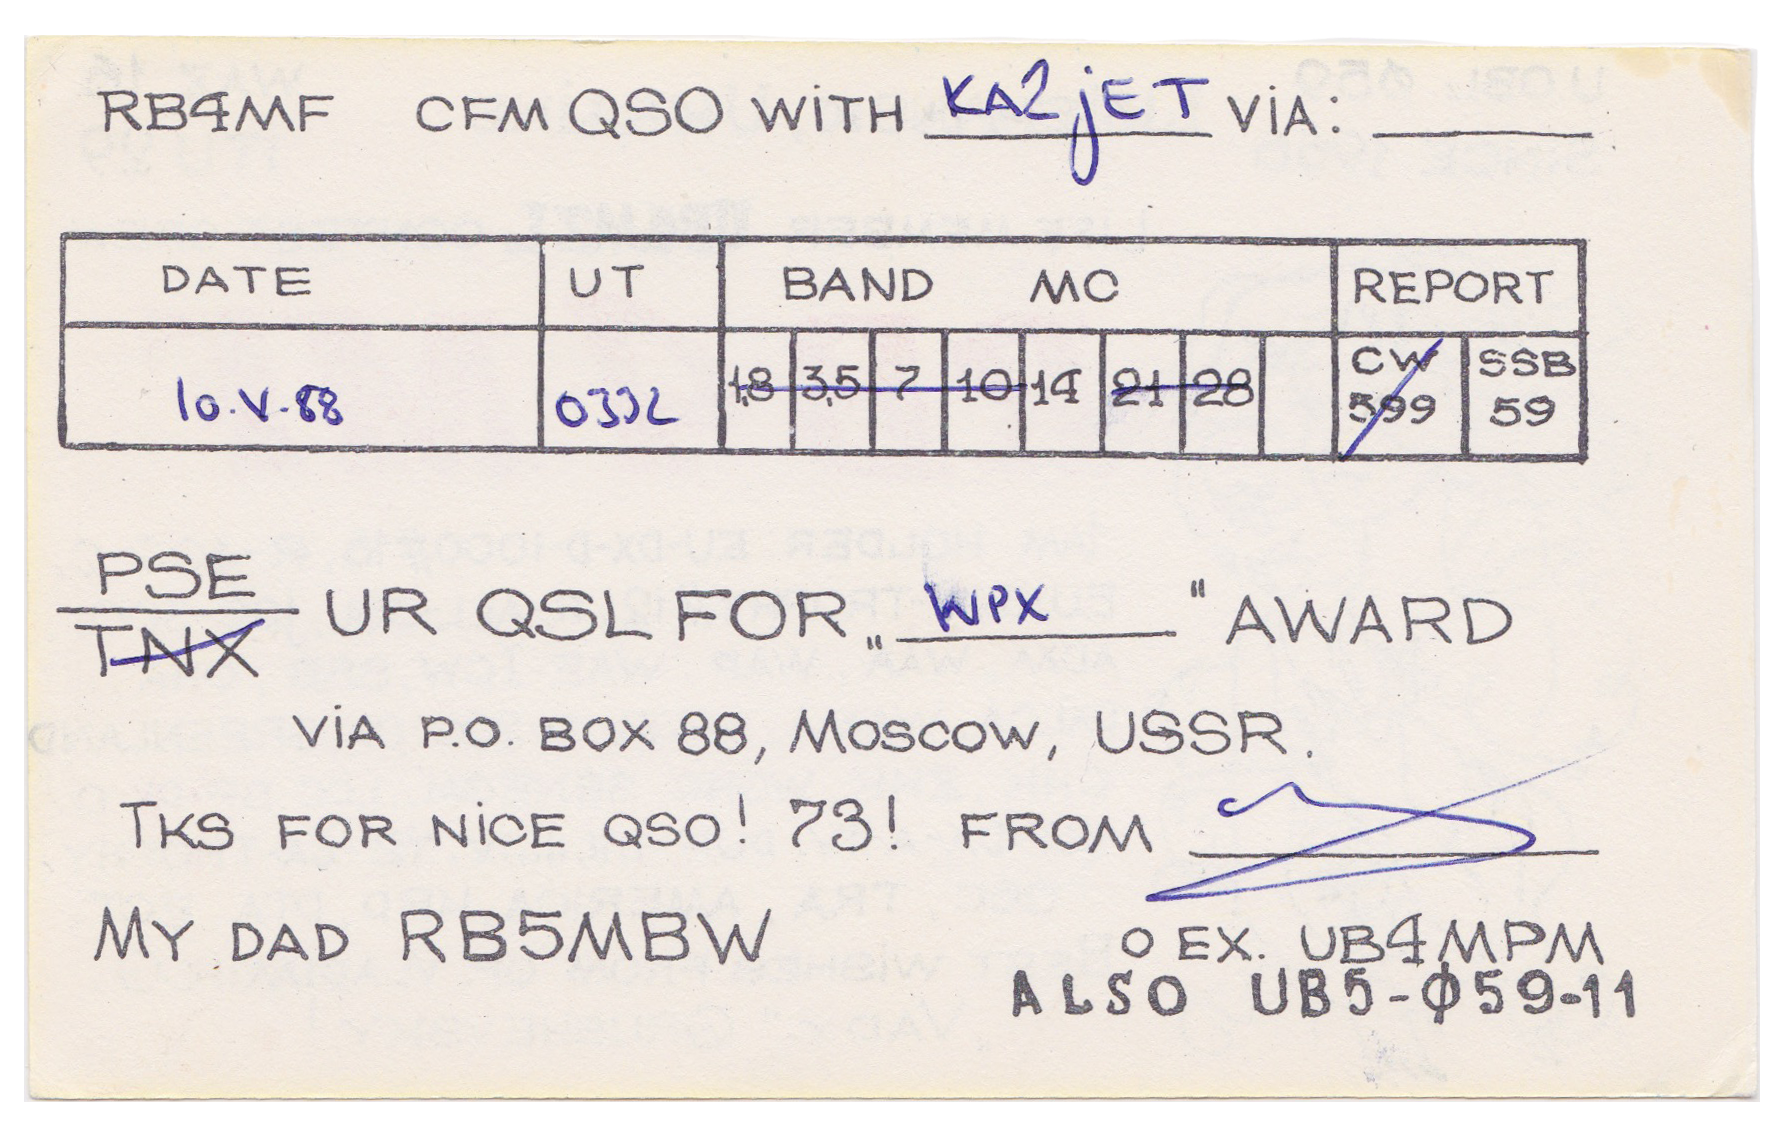 RB4MF CFM QSO WITH KA2jET VIA:
DATE UT BAND MC REPORT
10.V.88 0332 1,8 3,5 7 10 14 21 28 CW 599 SSB 59
PSE
TNX UR QSL FOR „WPX" AWARD
VIA P.O. BOX 88, MOSCOW, USSR.
TKS FOR NICE QSO! 73! FROM
MY DAD RB5MBW O EX. UB4MPM
ALSO UB5-Ø59-11